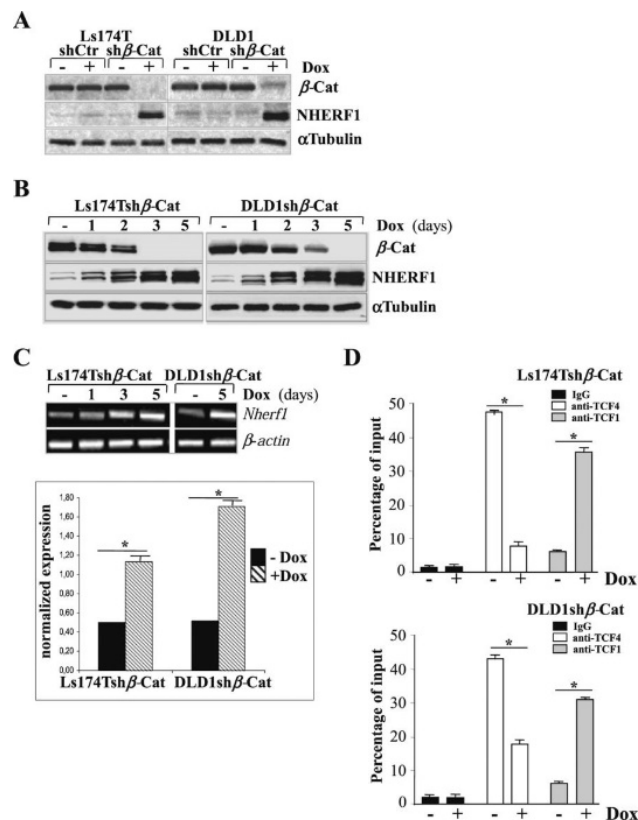 A
Ls174T DLD1
shCtr shβ-Cat shCtr shβ-Cat
- + - + - + - + Dox
β-Cat
NHERF1
αTubulin
B
Ls174Tshβ-Cat DLD1shβ-Cat
- 1 2 3 5 - 1 2 3 5 Dox (days)
β-Cat
NHERF1
αTubulin
C
Ls174Tshβ-Cat DLD1shβ-Cat
- 1 3 5 - 5 Dox (days)
Nherf1
β-actin
normalized expression
1,80
1,60
1,40
1,20
1,00
0,80
0,60
0,40
0,20
0,00
* *
- Dox
+Dox
Ls174Tshβ-Cat DLD1shβ-Cat
D
Ls174Tshβ-Cat
IgG
anti-TCF4
anti-TCF1
Percentage of input
50
40
30
20
10
0
* *
- + - + - + Dox
DLD1shβ-Cat
IgG
anti-TCF4
anti-TCF1
Percentage of input
50
40
30
20
10
0
* *
- + - + - + Dox